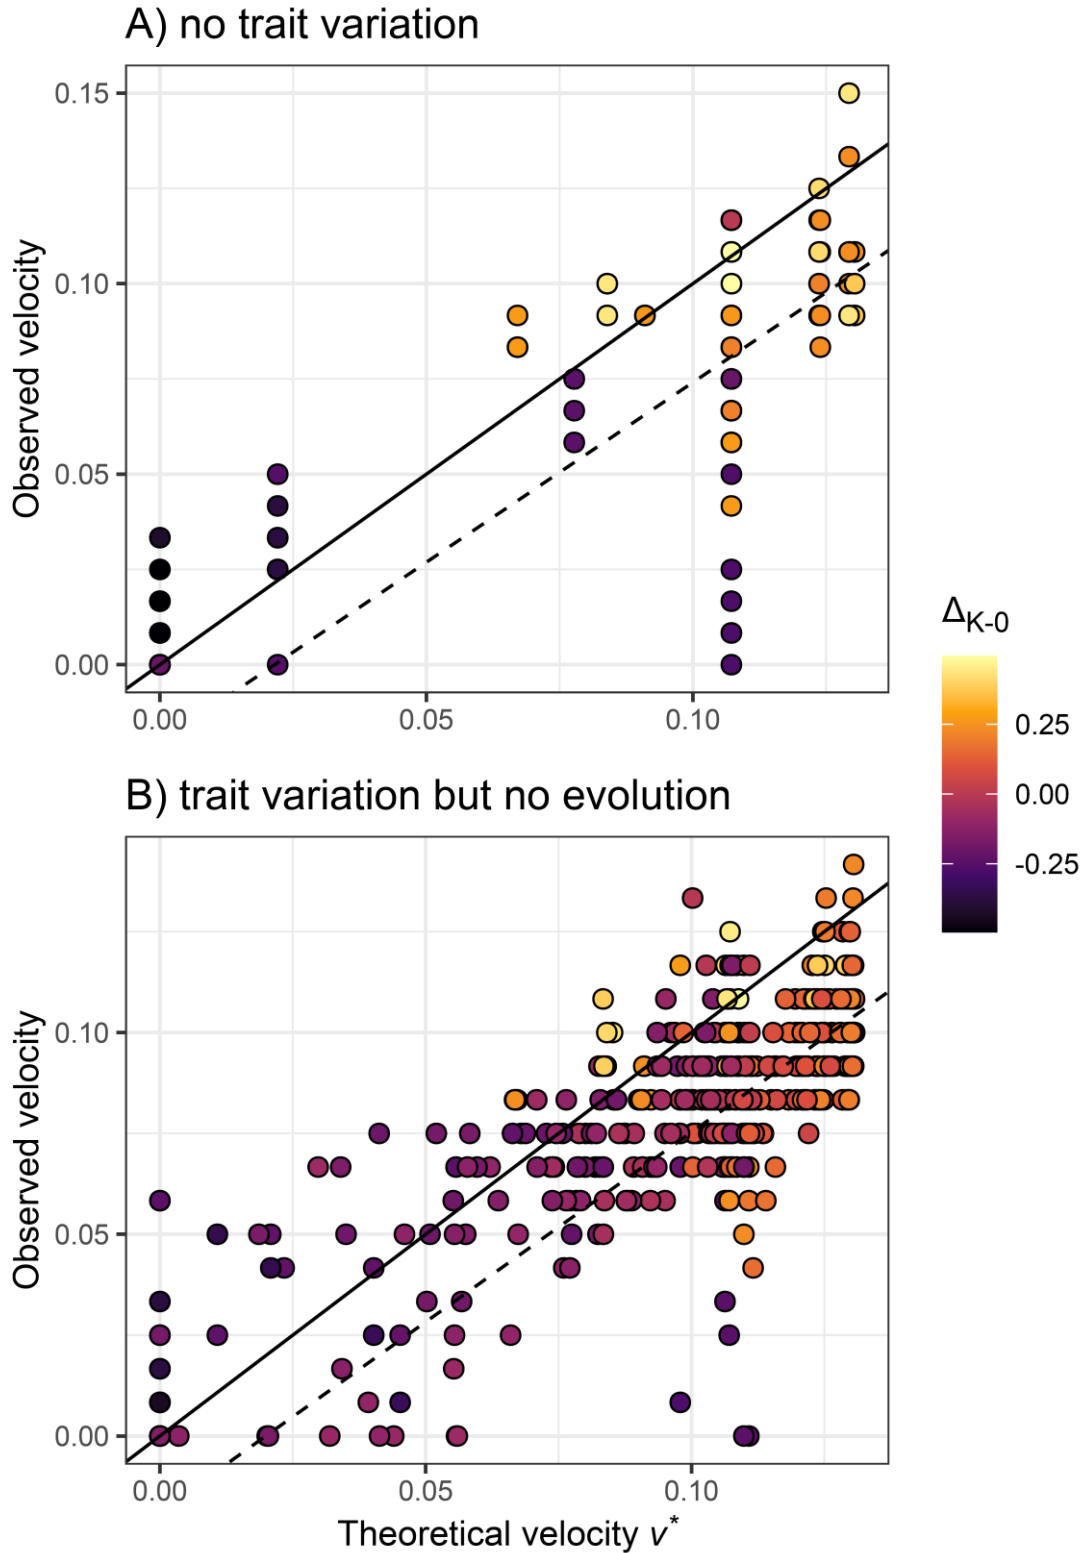 A) no trait variation
0.15
0.10
0.05
0.00
Observed velocity
0.00 0.05 0.10
ΔK-0
0.25
0.00
-0.25
B) trait variation but no evolution
0.10
0.05
0.00
Observed velocity
0.00 0.05 0.10
Theoretical velocity v*